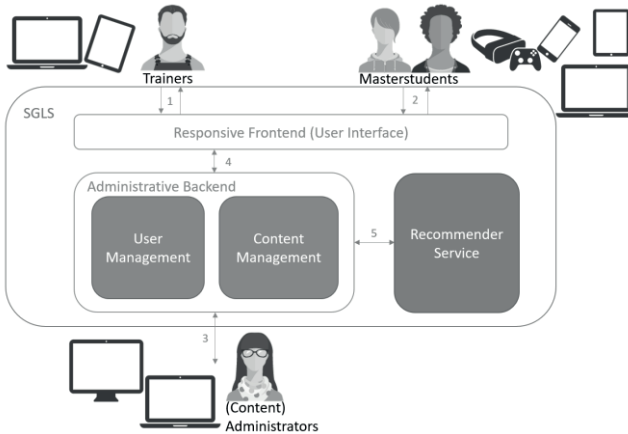 Trainers
Masterstudents
1
2
SGLS
Responsive Frontend (User Interface)
4
Administrative Backend
User
Management
Content
Management
5
Recommender
Service
3
(Content)
Administrators